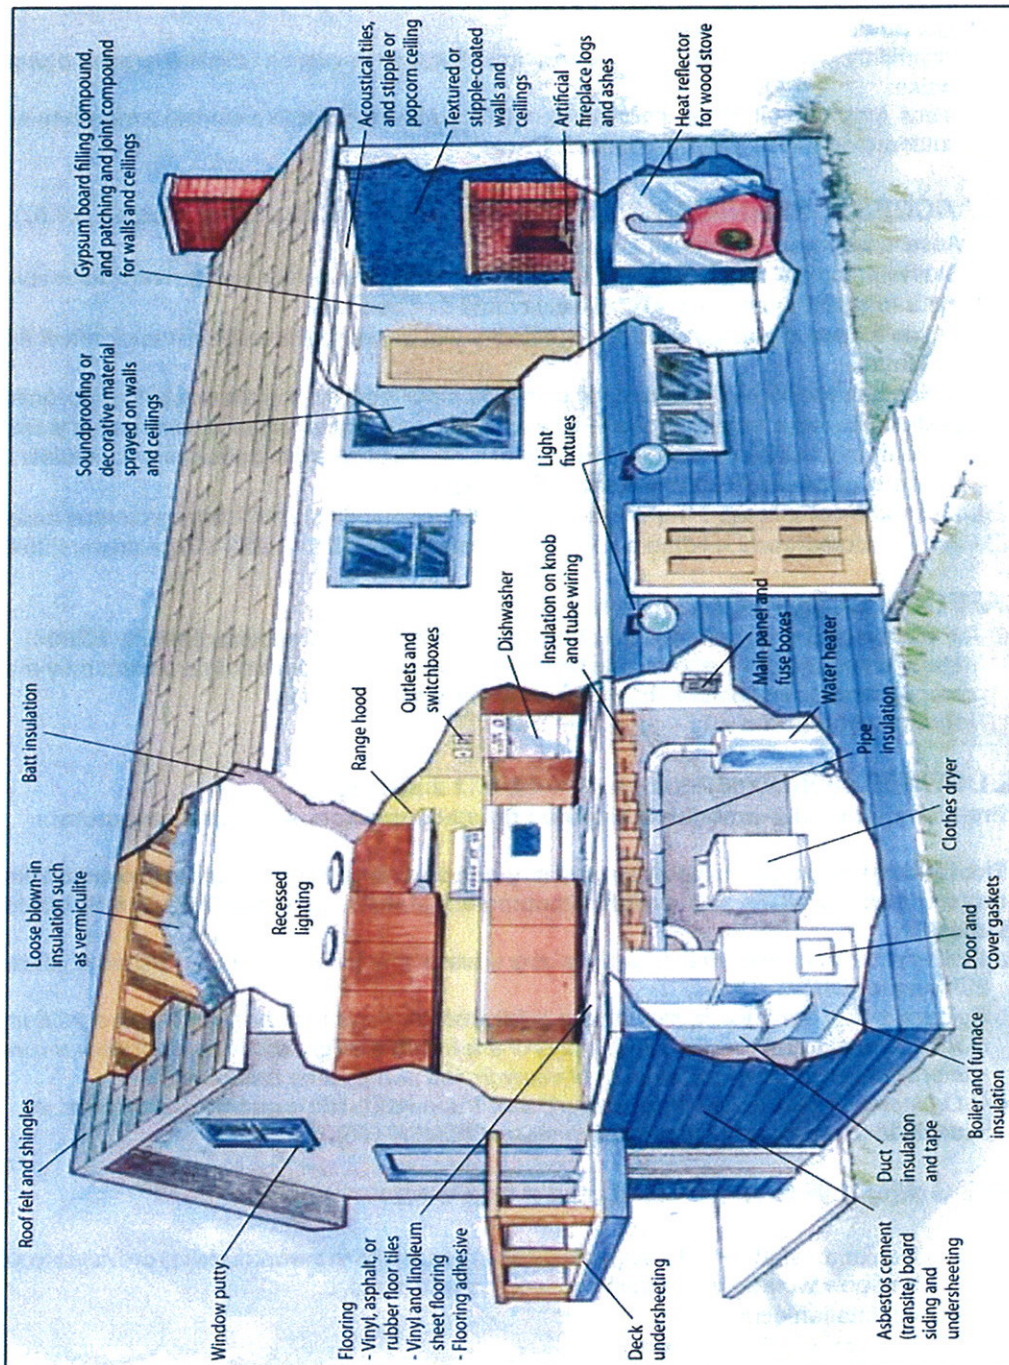 Roof felt and shingles
Loose blown-in
insulation such
as vermiculite
Batt insulation
Gypsum board filling compound,
and patching and joint compound
for walls and ceilings
Soundproofing or
decorative material
sprayed on walls
and ceilings
Acoustical tiles,
and stipple or
popcorn ceiling
Textured or
stipple-coated
walls and
ceilings
Artificial
fireplace logs
and ashes
Heat reflector
for wood stove
Window putty
Recessed
lighting
Range hood
Outlets and
switchboxes
Dishwasher
Insulation on knob
and tube wiring
Light
fixtures
Flooring
- Vinyl, asphalt, or
rubber floor tiles
- Vinyl and linoleum
sheet flooring
- Flooring adhesive
Main panel and
fuse boxes
Water heater
Pipe
insulation
Clothes dryer
Door and
cover gaskets
Boiler and furnace
insulation
Duct
insulation
and tape
Deck
undersheeting
Asbestos cement
(transite) board
siding and
undersheeting